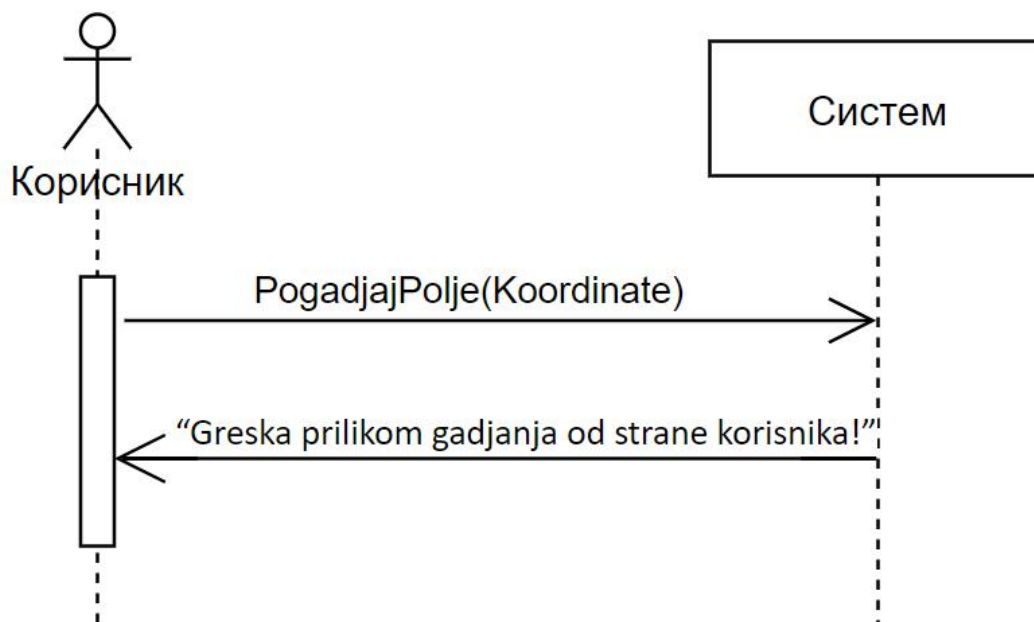 Корисник
Систем
PogadjajPolje(Koordinate)
“Greska prilikom gadjanja od strane korisnika!”